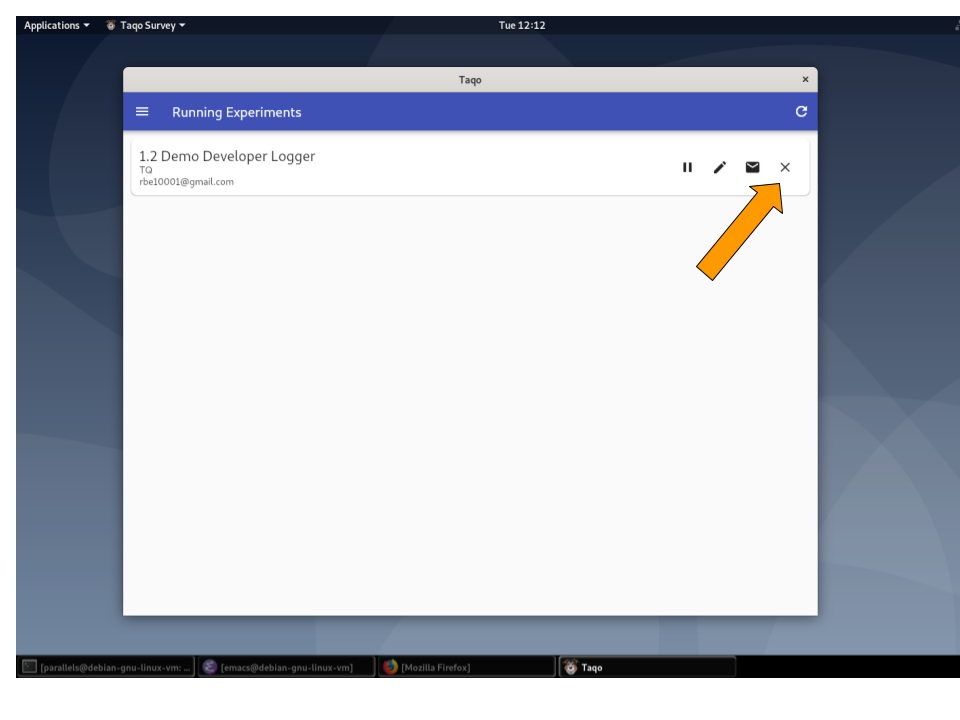 Applications Taqo Survey Tue 12:12
Taqo
Running Experiments
1.2 Demo Developer Logger
TQ
rbe10001@gmail.com
[parallels@debian-gnu-linux-vm: ... [emacs@debian-gnu-linux-vm] [Mozilla Firefox] Taqo